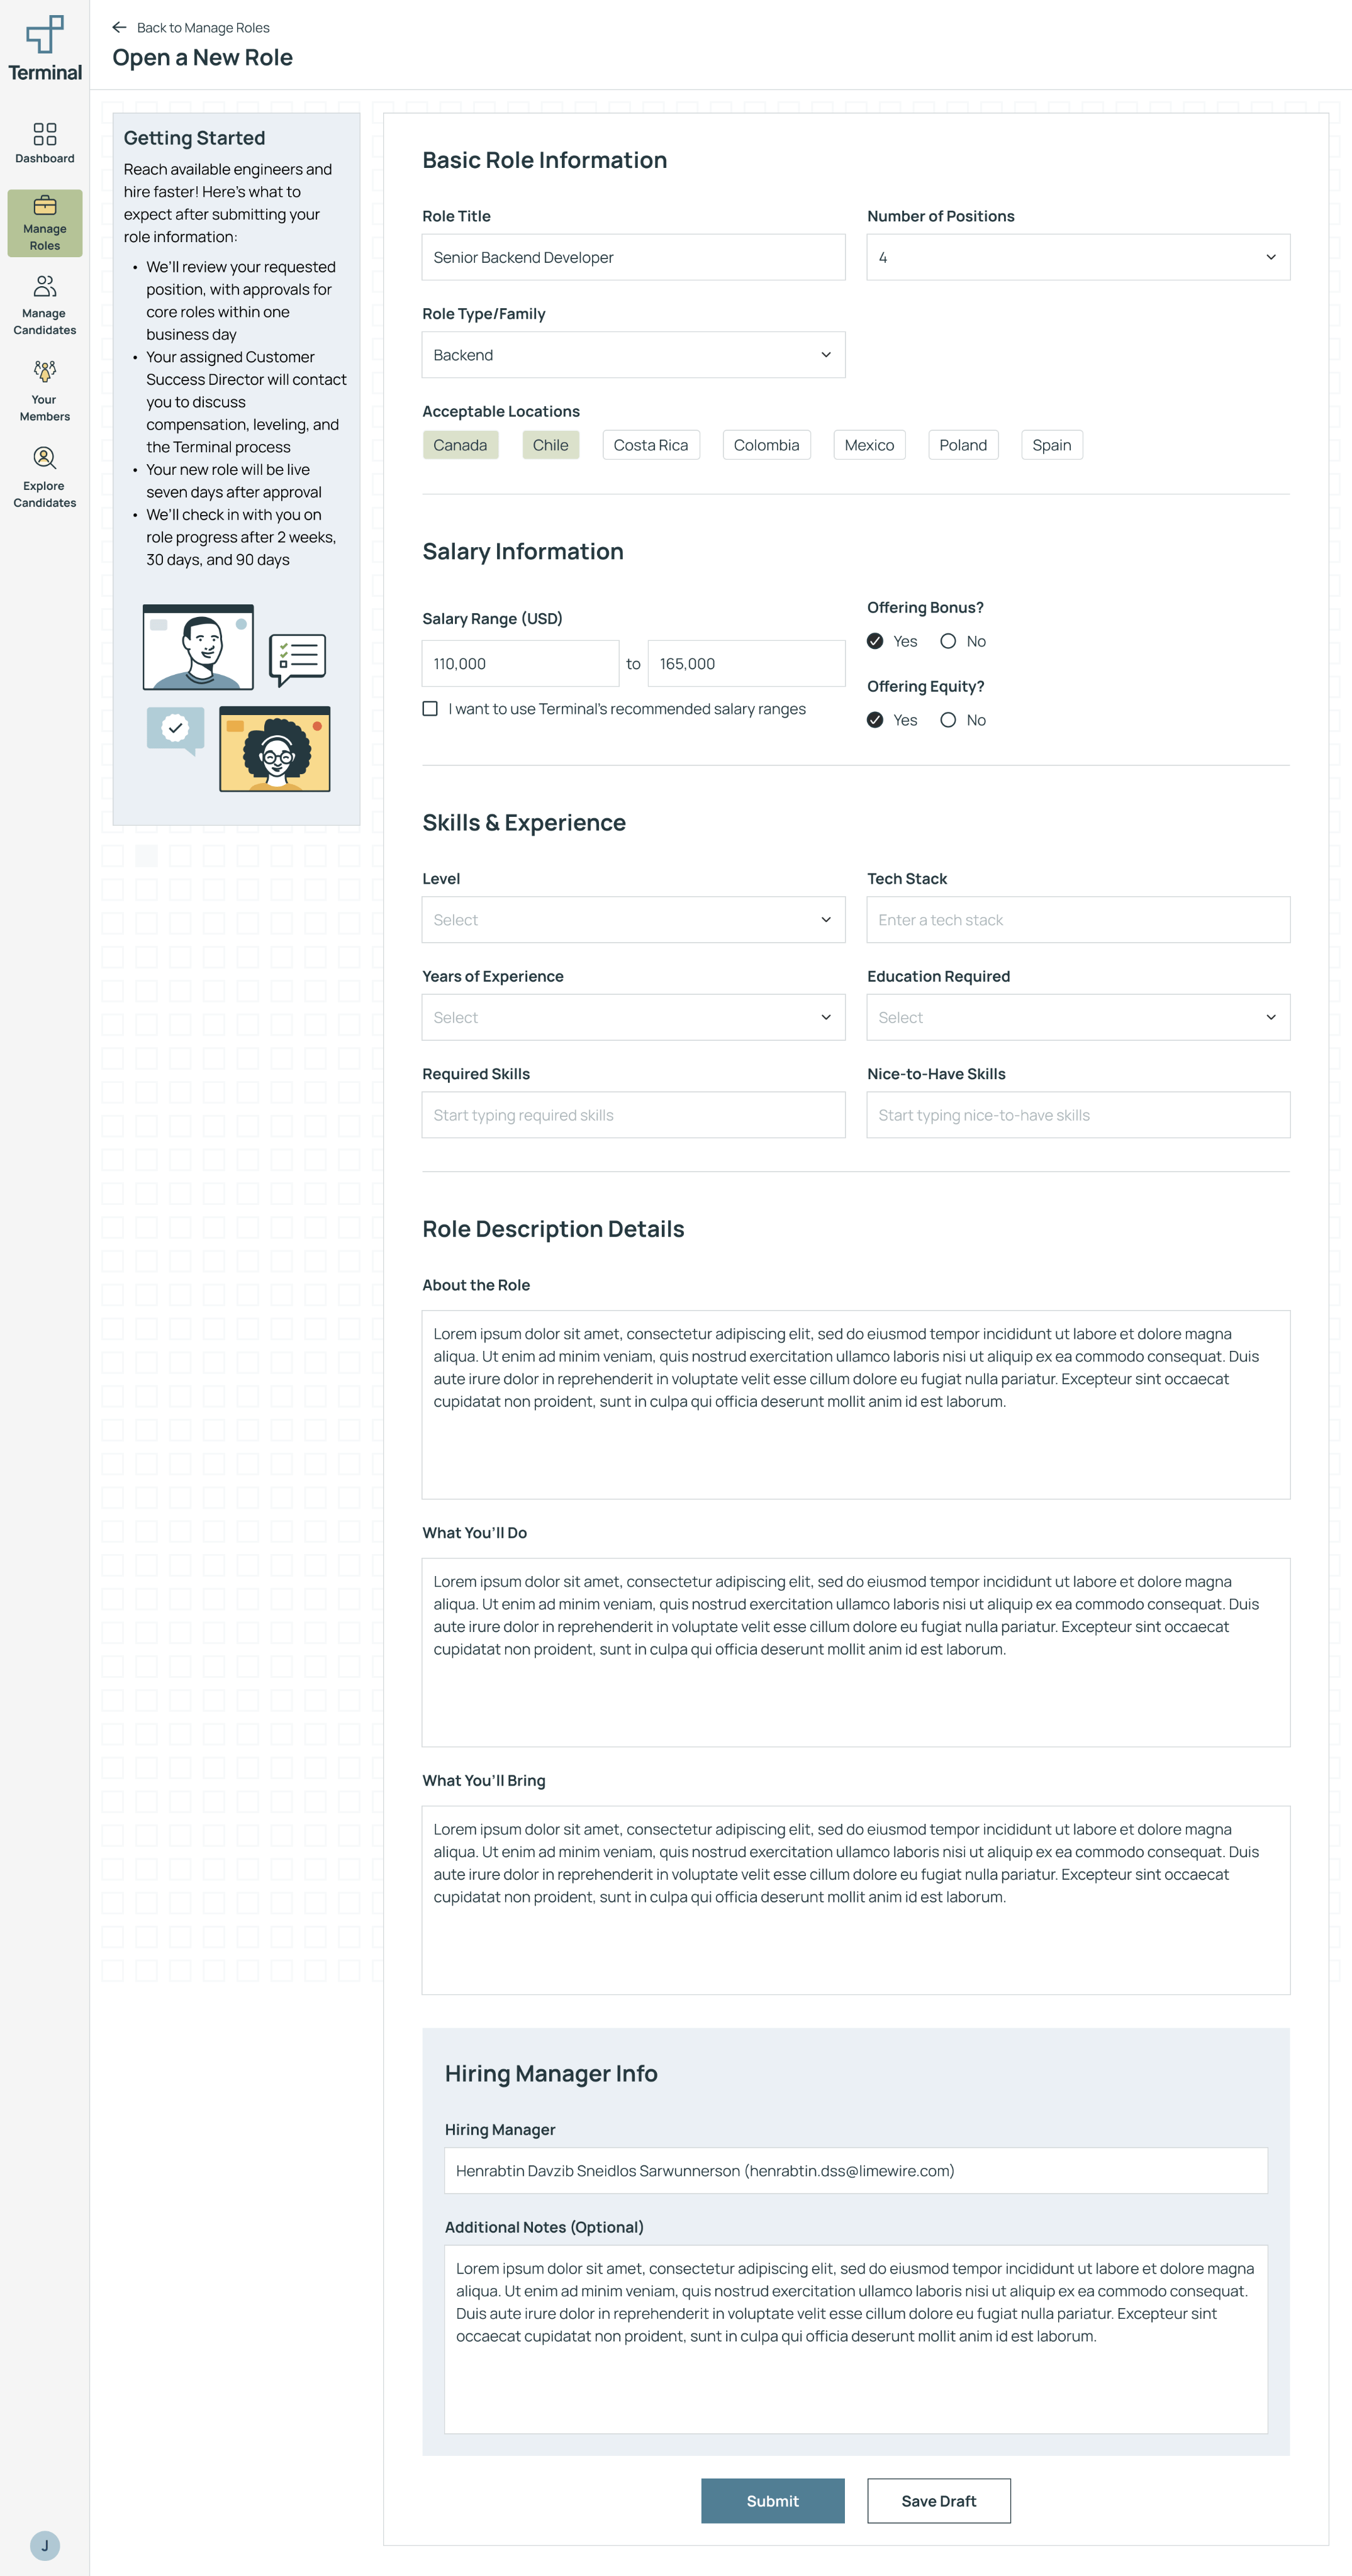 Terminal
Dashboard
Manage
Roles
Manage
Candidates
Your
Members
Explore
Candidates
J
Back to Manage Roles
Open a New Role
Getting Started
Reach available engineers and
hire faster! Here's what to
expect after submitting your
role information:
• We'll review your requested
position, with approvals for
core roles within one
business day
• Your assigned Customer
Success Director will contact
you to discuss
compensation, leveling, and
the Terminal process
• Your new role will be live
seven days after approval
• We'll check in with you on
role progress after 2 weeks,
30 days, and 90 days
Basic Role Information
Role Title
Senior Backend Developer
Number of Positions
4
Role Type/Family
Backend
Acceptable Locations
Canada Chile Costa Rica Colombia Mexico Poland Spain
Salary Information
Salary Range (USD)
110,000 to 165,000
I want to use Terminal's recommended salary ranges
Offering Bonus?
Yes No
Offering Equity?
Yes No
Skills & Experience
Level
Select
Tech Stack
Enter a tech stack
Years of Experience
Select
Education Required
Select
Required Skills
Start typing required skills
Nice-to-Have Skills
Start typing nice-to-have skills
Role Description Details
About the Role
Lorem ipsum dolor sit amet, consectetur adipiscing elit, sed do eiusmod tempor incididunt ut labore et dolore magna
aliqua. Ut enim ad minim veniam, quis nostrud exercitation ullamco laboris nisi ut aliquip ex ea commodo consequat. Duis
aute irure dolor in reprehenderit in voluptate velit esse cillum dolore eu fugiat nulla pariatur. Excepteur sint occaecat
cupidatat non proident, sunt in culpa qui officia deserunt mollit anim id est laborum.
What You'll Do
Lorem ipsum dolor sit amet, consectetur adipiscing elit, sed do eiusmod tempor incididunt ut labore et dolore magna
aliqua. Ut enim ad minim veniam, quis nostrud exercitation ullamco laboris nisi ut aliquip ex ea commodo consequat. Duis
aute irure dolor in reprehenderit in voluptate velit esse cillum dolore eu fugiat nulla pariatur. Excepteur sint occaecat
cupidatat non proident, sunt in culpa qui officia deserunt mollit anim id est laborum.
What You'll Bring
Lorem ipsum dolor sit amet, consectetur adipiscing elit, sed do eiusmod tempor incididunt ut labore et dolore magna
aliqua. Ut enim ad minim veniam, quis nostrud exercitation ullamco laboris nisi ut aliquip ex ea commodo consequat. Duis
aute irure dolor in reprehenderit in voluptate velit esse cillum dolore eu fugiat nulla pariatur. Excepteur sint occaecat
cupidatat non proident, sunt in culpa qui officia deserunt mollit anim id est laborum.
Hiring Manager Info
Hiring Manager
Henrabtin Davzib Sneidlos Sarwunnerson (henrabtin.dss@limewire.com)
Additional Notes (Optional)
Lorem ipsum dolor sit amet, consectetur adipiscing elit, sed do eiusmod tempor incididunt ut labore et dolore magna
aliqua. Ut enim ad minim veniam, quis nostrud exercitation ullamco laboris nisi ut aliquip ex ea commodo consequat.
Duis aute irure dolor in reprehenderit in voluptate velit esse cillum dolore eu fugiat nulla pariatur. Excepteur sint
occaecat cupidatat non proident, sunt in culpa qui officia deserunt mollit anim id est laborum.
Submit Save Draft